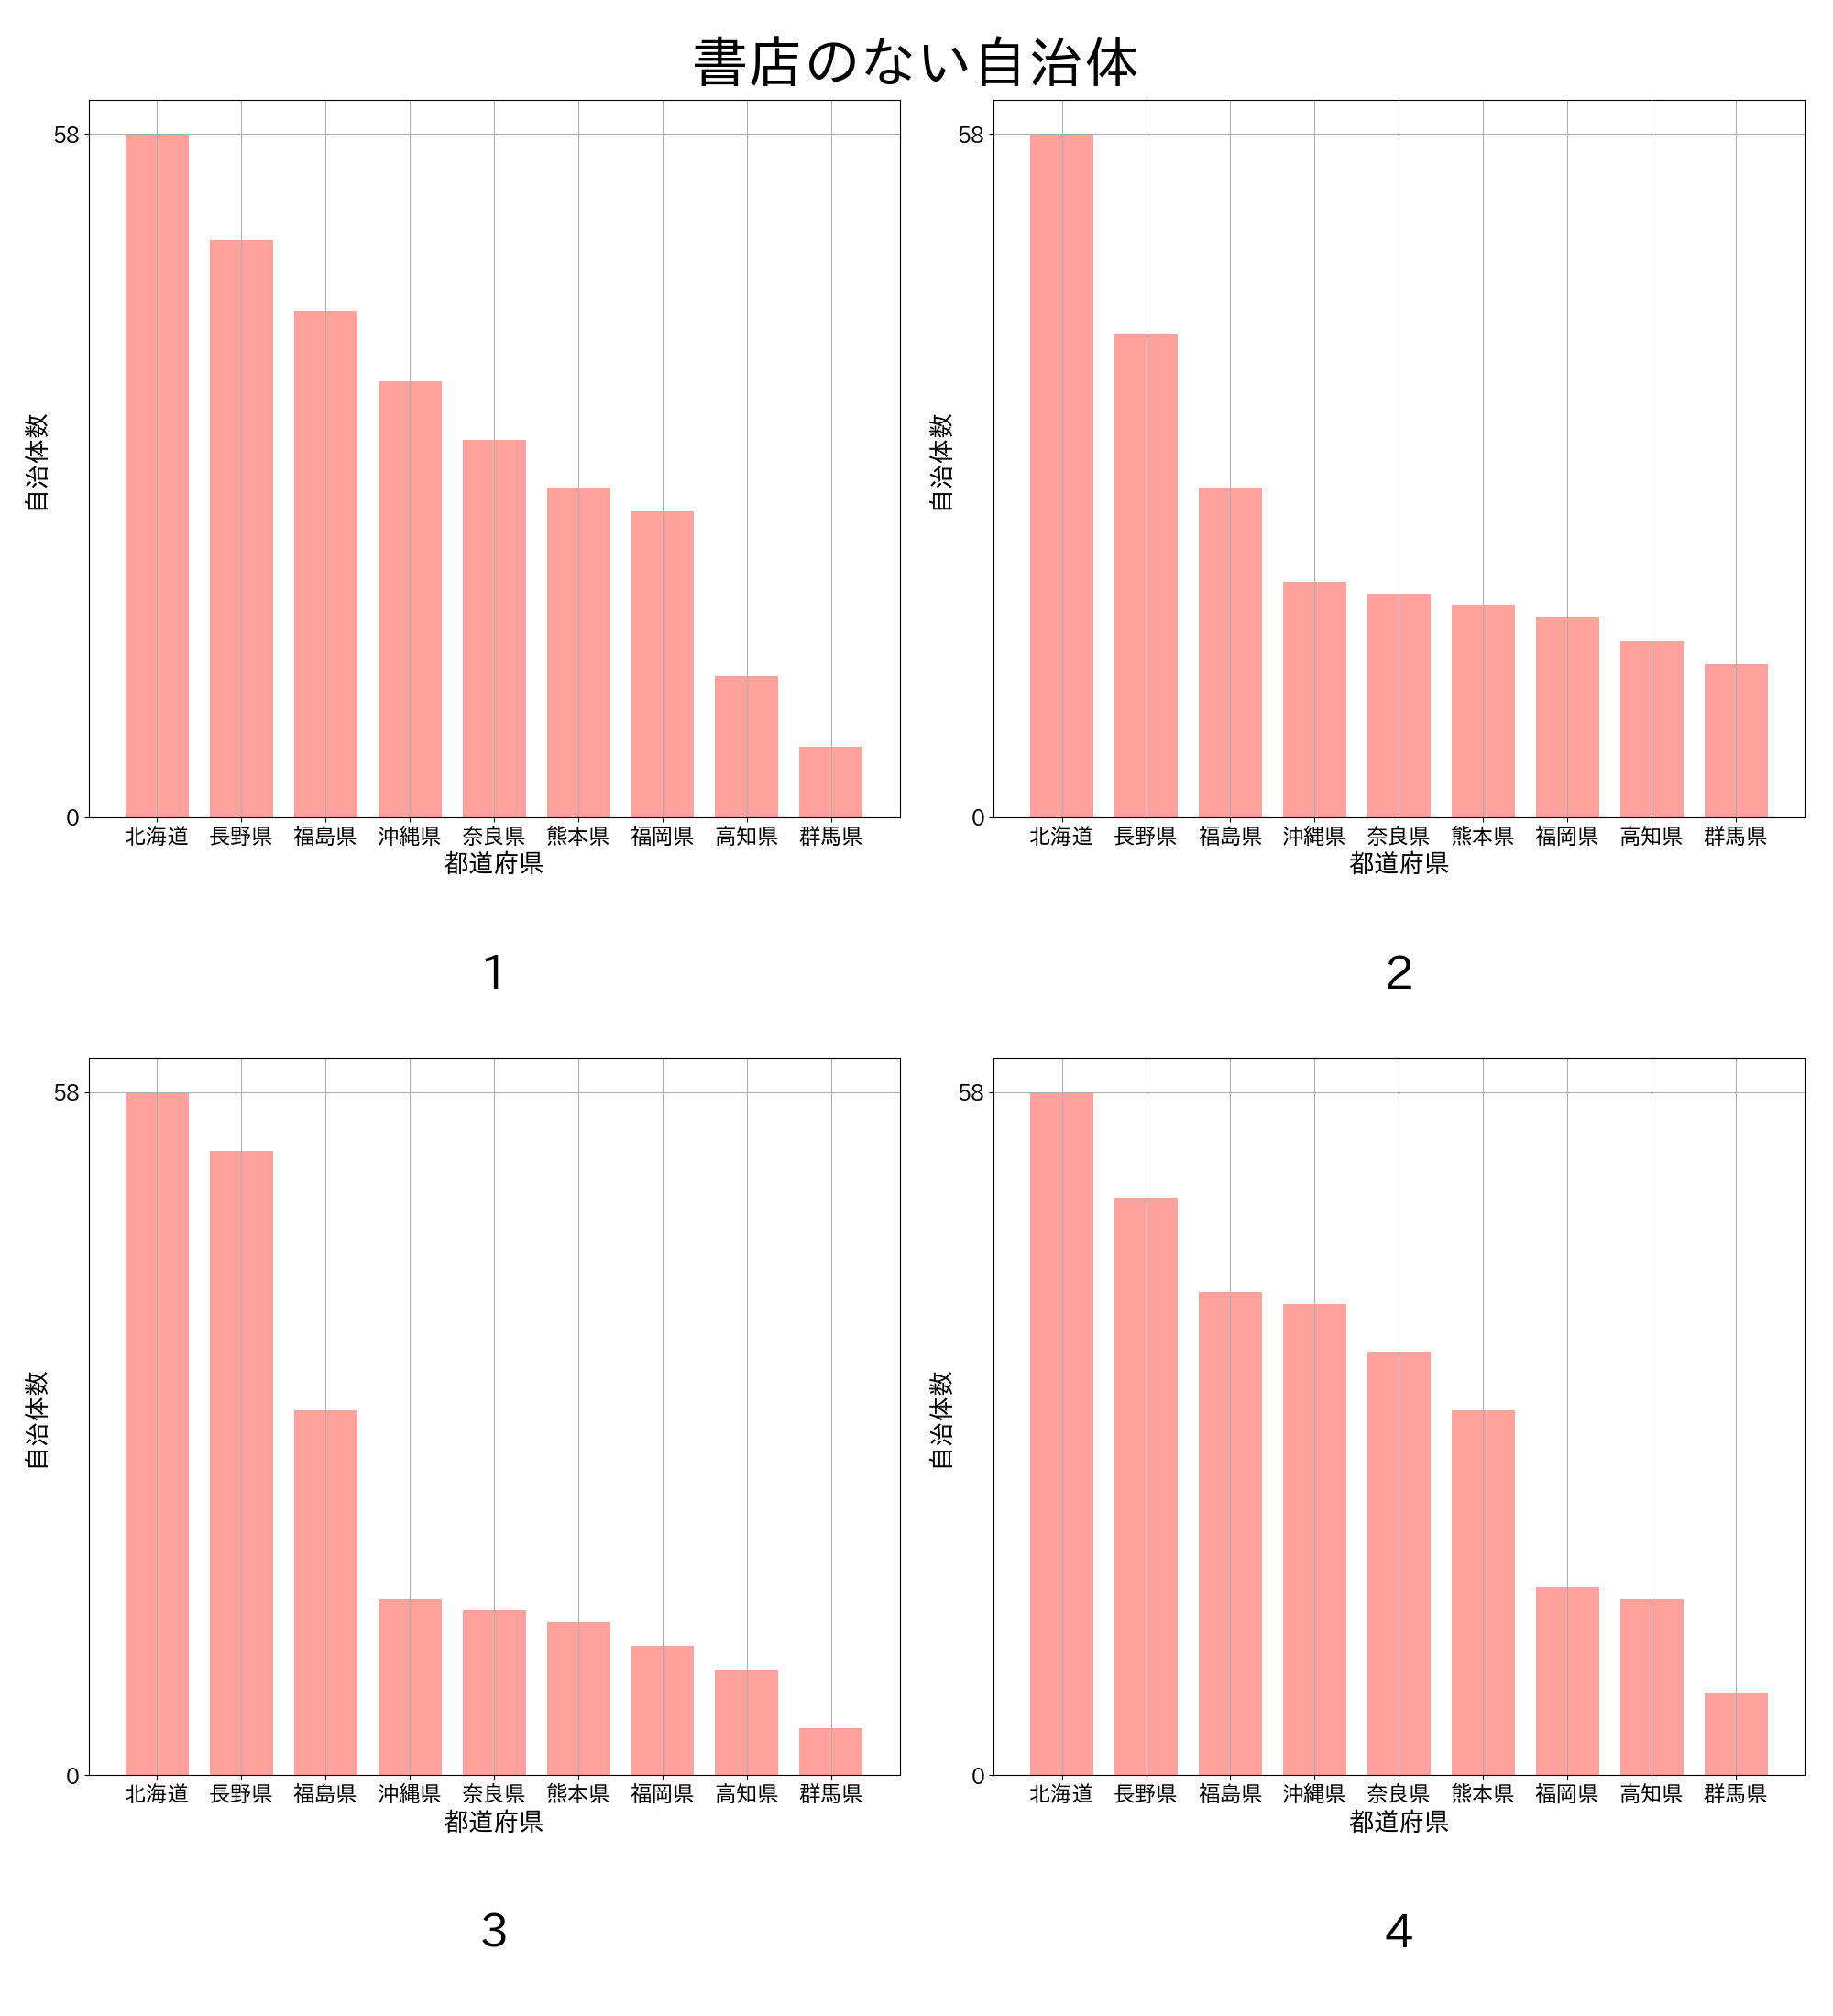 書店のない自治体
58
0
自治体数
北海道 長野県 福島県 沖縄県 奈良県 熊本県 福岡県 高知県 群馬県
都道府県
1
58
0
自治体数
北海道 長野県 福島県 沖縄県 奈良県 熊本県 福岡県 高知県 群馬県
都道府県
2
58
0
自治体数
北海道 長野県 福島県 沖縄県 奈良県 熊本県 福岡県 高知県 群馬県
都道府県
3
58
0
自治体数
北海道 長野県 福島県 沖縄県 奈良県 熊本県 福岡県 高知県 群馬県
都道府県
4